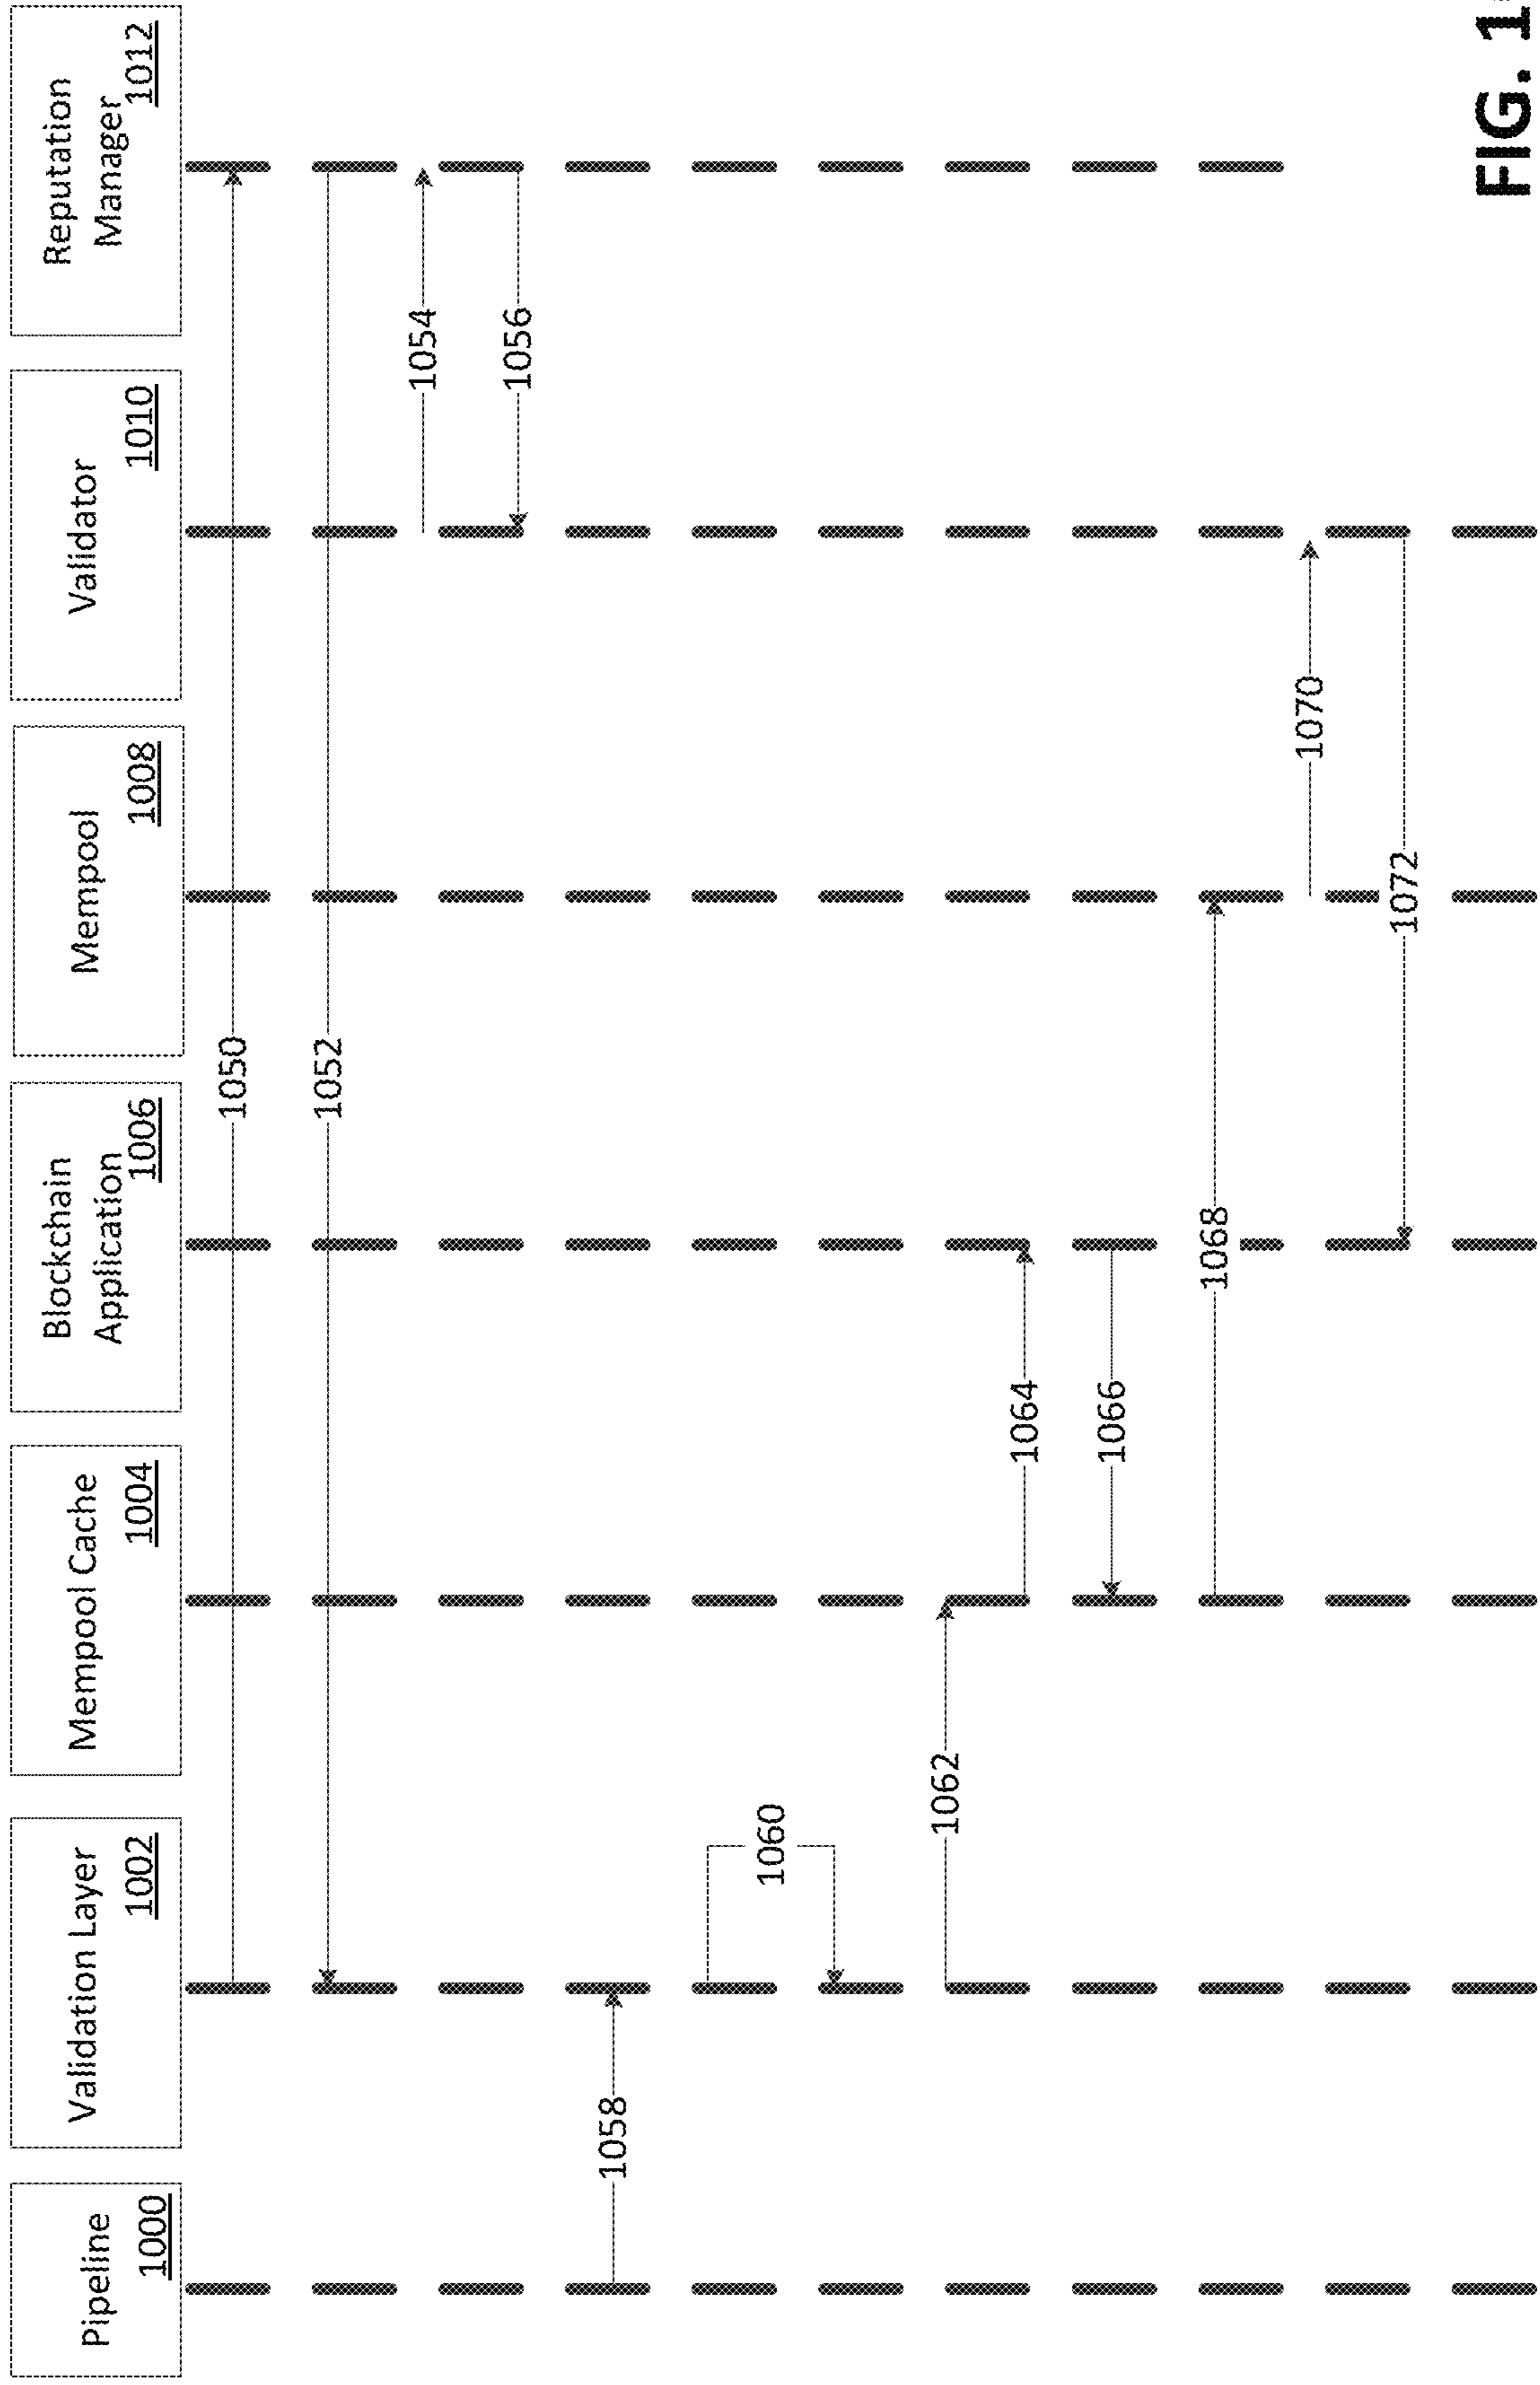 Pipeline
1000
Validation Layer
1002
Mempool Cache
1004
Blockchain
Application
1006
Mempool
1008
Validator
1010
Reputation
Manager
1012
1050
1052
1054
1056
1058
1060
1062
1064
1066
1068
1070
1072
FIG. 1